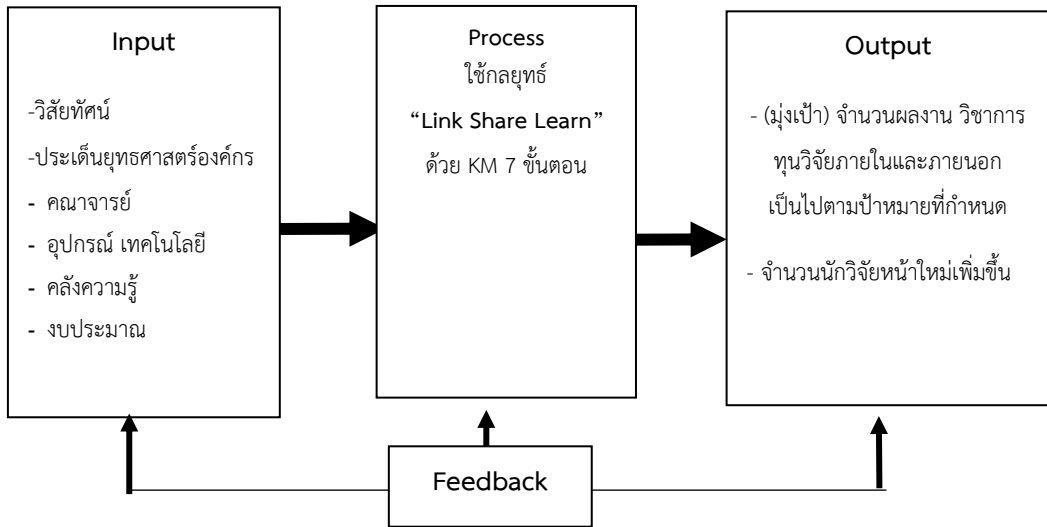 Input
-วิสัยทัศน์
-ประเด็นยุทธศาสตร์องค์กร
- คณาจารย์
- อุปกรณ์ เทคโนโลยี
- คลังความรู้
- งบประมาณ
Process
ใช้กลยุทธ์
“Link Share Learn”
ด้วย KM 7 ขั้นตอน
Output
- (มุ่งเป้า) จำนวนผลงาน วิชาการ
ทุนวิจัยภายในและภายนอก
เป็นไปตามป้าหมายที่กำหนด
- จำนวนนักวิจัยหน้าใหม่เพิ่มขึ้น
Feedback